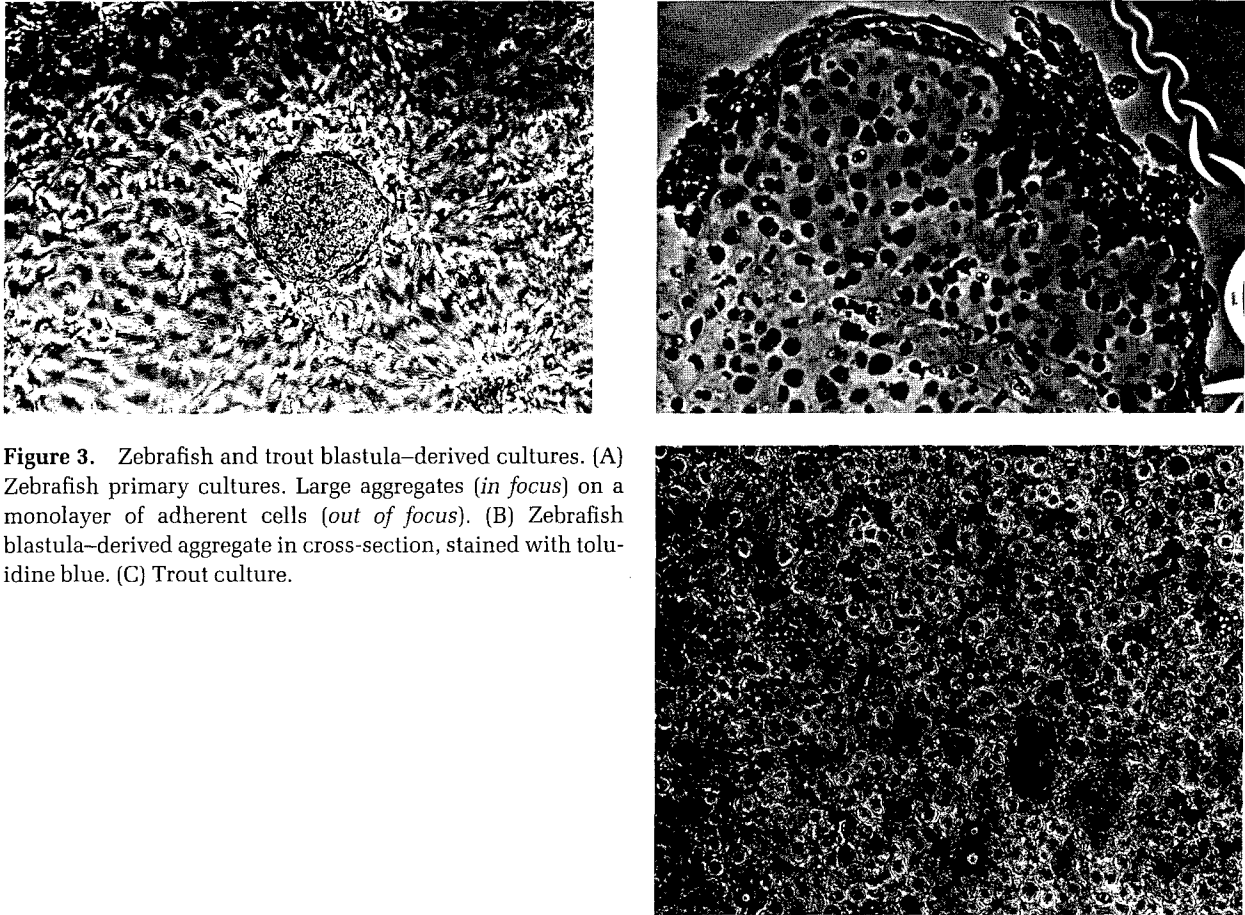 Figure 3. Zebrafish and trout blastula–derived cultures. (A)
Zebrafish primary cultures. Large aggregates (in focus) on a
monolayer of adherent cells (out of focus). (B) Zebrafish
blastula–derived aggregate in cross-section, stained with tolu-
idine blue. (C) Trout culture.